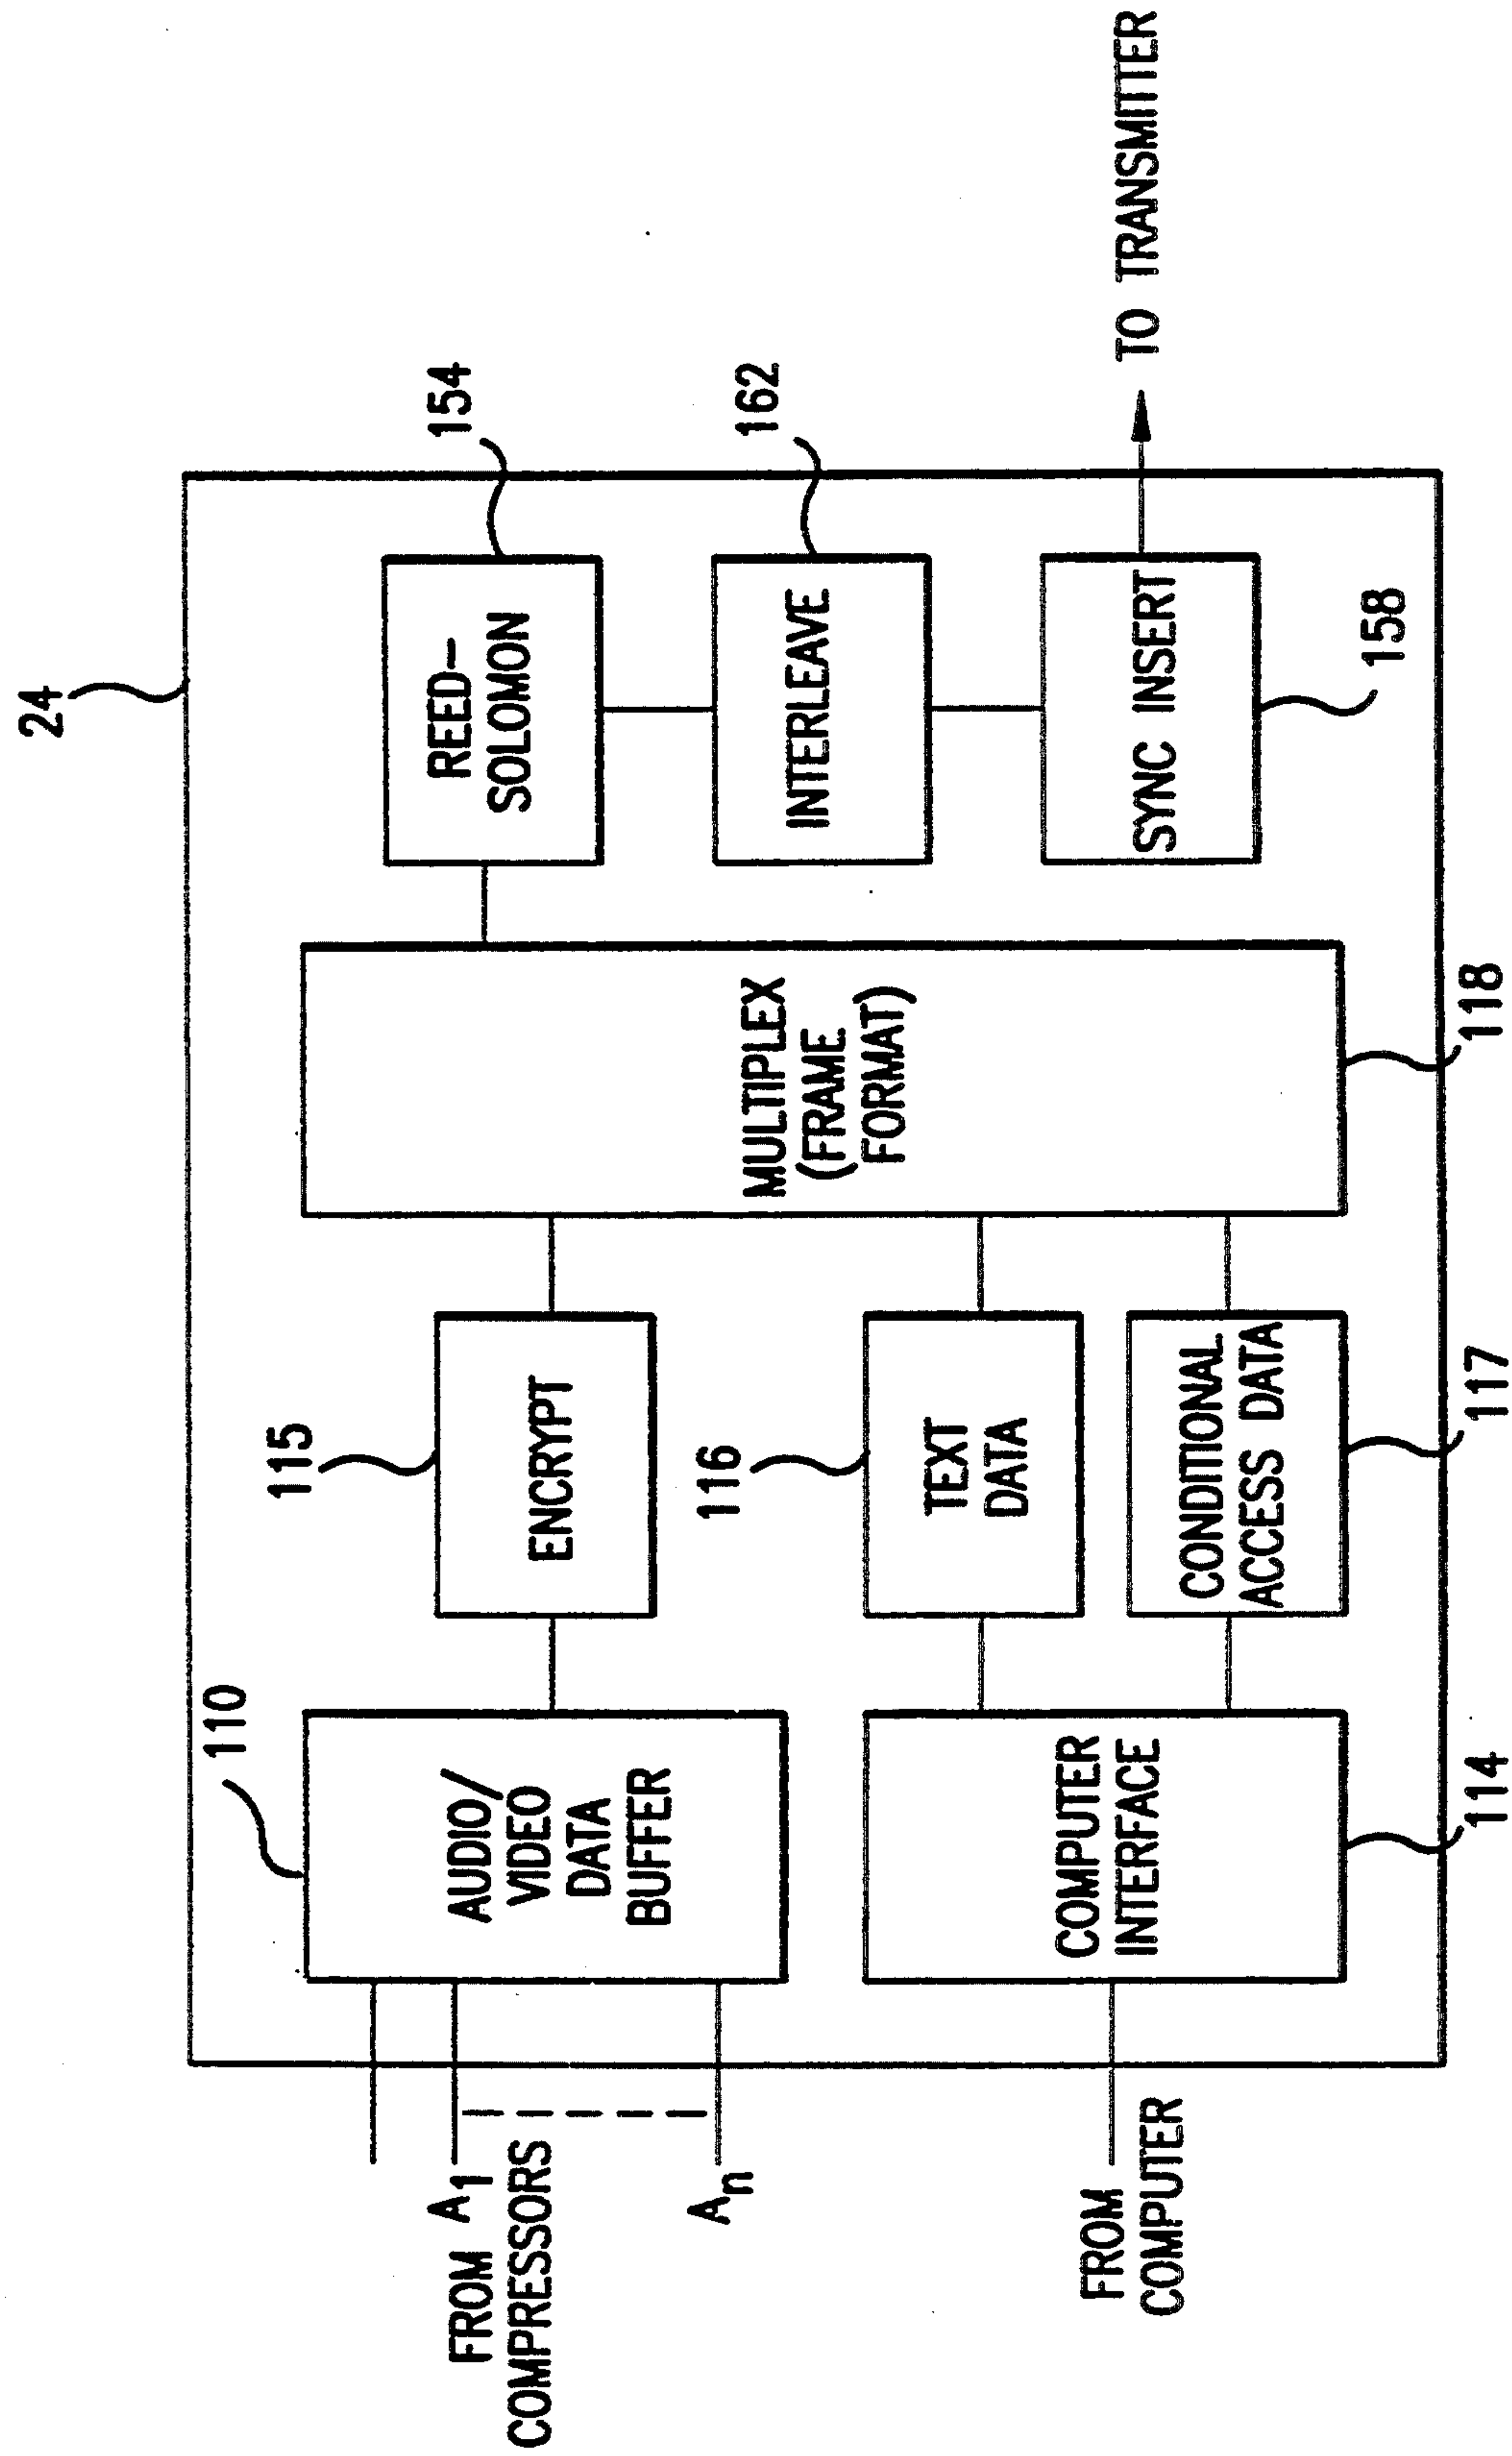 24
110
AUDIO/
VIDEO
DATA
BUFFER
FROM A1
COMPRESSORS
An
115
ENCRYPT
116
TEXT
DATA
CONDITIONAL
ACCESS DATA
117
COMPUTER
INTERFACE
114
FROM
COMPUTER
MULTIPLEX
(FRAME
FORMAT)
118
154
REED-
SOLOMON
162
INTERLEAVE
SYNC INSERT
158
TO TRANSMITTER